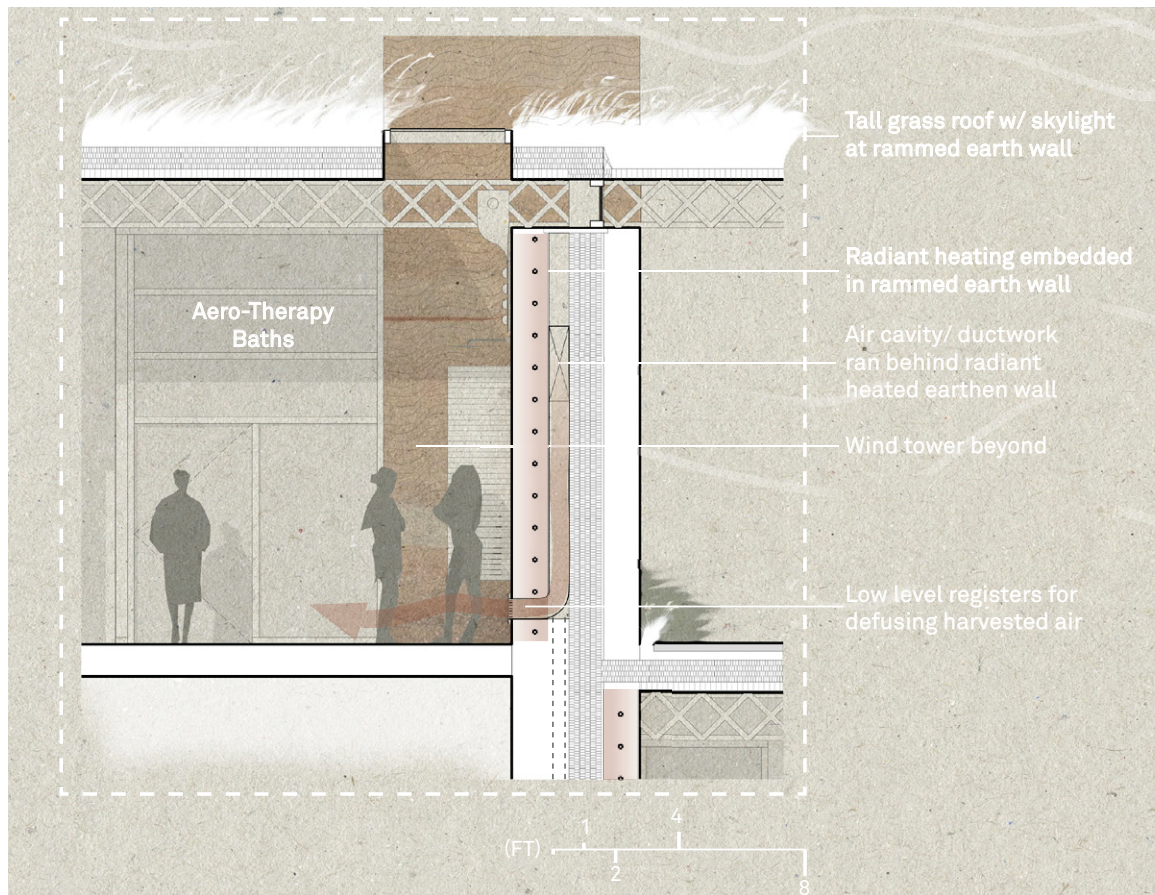 Tall grass roof w/ skylight
at rammed earth wall
Radiant heating embedded
in rammed earth wall
Aero-Therapy
Baths
Air cavity/ ductwork
ran behind radiant
heated earthen wall
Wind tower beyond
Low level registers for
defusing harvested air
(FT)
1
4
2
8